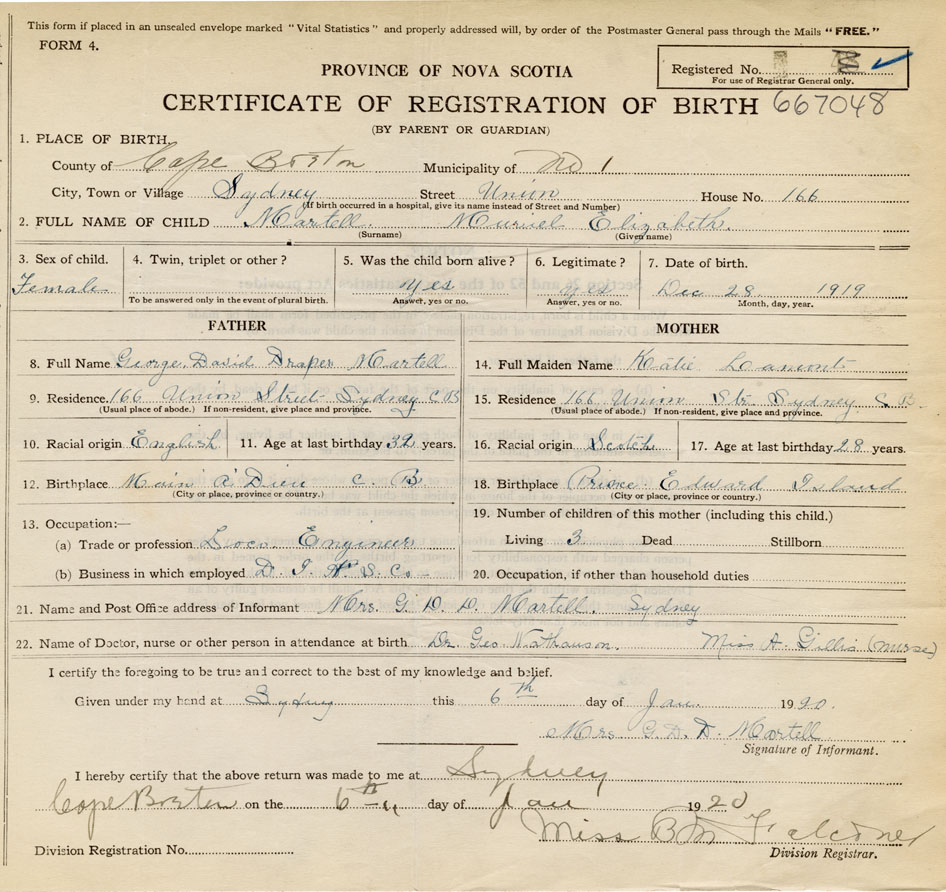 This form if placed in an unsealed envelope marked "Vital Statistics" and properly addressed will, by order of the Postmaster General pass through the Mails "FREE."
FORM 4.
Registered No.
For use of Registrar General only.
PROVINCE OF NOVA SCOTIA
CERTIFICATE OF REGISTRATION OF BIRTH 667048
(BY PARENT OR GUARDIAN)
1. PLACE OF BIRTH,
County of Cape Breton Municipality of No 1
City, Town or Village Sydney Street Union House No. 166
(If birth occurred in a hospital, give its name instead of Street and Number)
2. FULL NAME OF CHILD Martell. Muriel Elizabeth.
(Surname) (Given name)
3. Sex of child. 4. Twin, triplet or other? 5. Was the child born alive? 6. Legitimate? 7. Date of birth.
Female yes yes Dec 28 1919
To be answered only in the event of plural birth. Answer, yes or no. Answer, yes or no. Month, day, year.
FATHER MOTHER
8. Full Name George David Draper Martell 14. Full Maiden Name Katie Lamont
9. Residence. 166 Union Street Sydney C B 15. Residence 166 Union Str Sydney C B
(Usual place of abode.) If non-resident, give place and province. (Usual place of abode.) If non-resident, give place and province.
10. Racial origin English 11. Age at last birthday 32 years. 16. Racial origin Scotch 17. Age at last birthday 28 years.
12. Birthplace Main a' Dieu C. B 18. Birthplace Prince Edward Island
(City or place, province or country.) (City or place, province or country.)
13. Occupation:— 19. Number of children of this mother (including this child.)
(a) Trade or profession Loco. Engineer Living 3 Dead Stillborn
(b) Business in which employed D. I. & S. Co. 20. Occupation, if other than household duties
21. Name and Post Office address of Informant Mrs. G D. D. Martell. Sydney
22. Name of Doctor, nurse or other person in attendance at birth Dr. Geo. Miss A. Gillis (nurse)
I certify the foregoing to be true and correct to the best of my knowledge and belief.
Given under my hand at Sydney this 6th day of Jan. 1920.
Mrs G. D. D. Martell
Signature of Informant.
I hereby certify that the above return was made to me at Sydney
Cape Breton on the 6th day of Jan 1920
Miss B M Falconer
Division Registration No. Division Registrar.